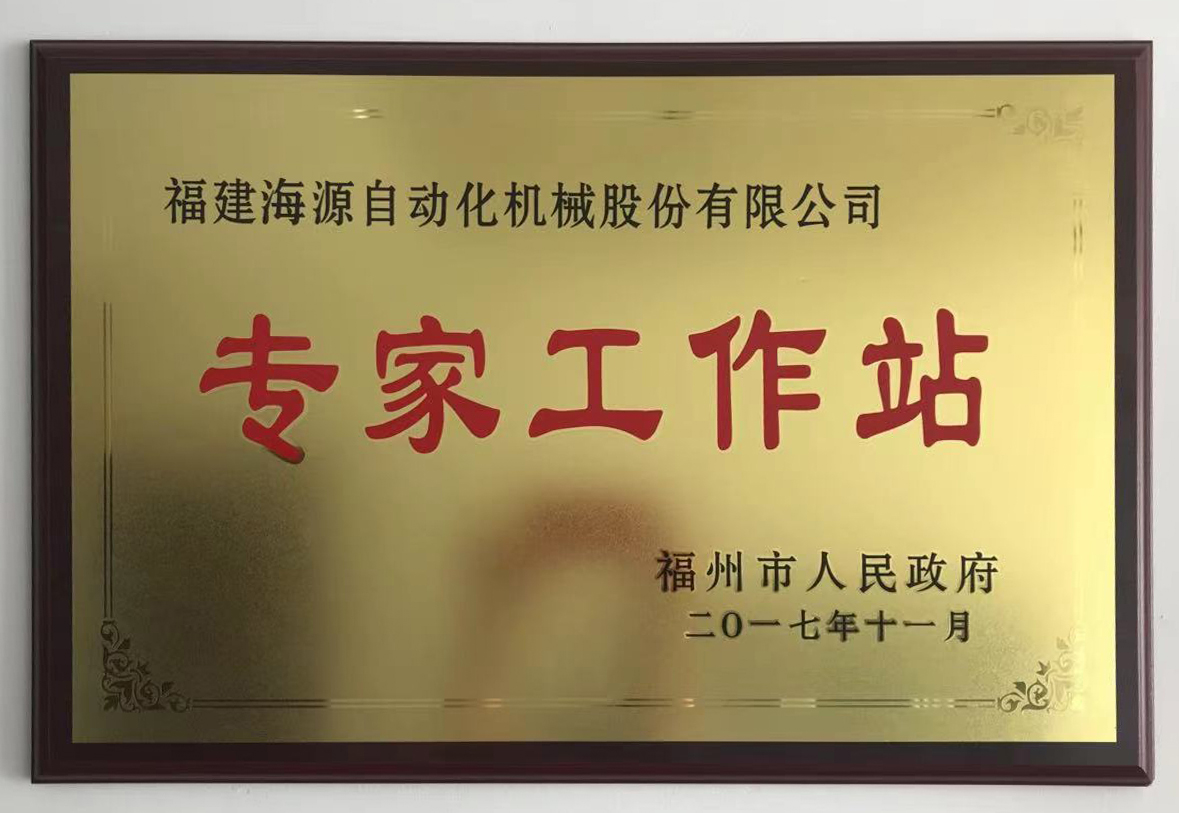 福建海源自动化机械股份有限公司
专家工作站
福州市人民政府
二〇一七年十一月